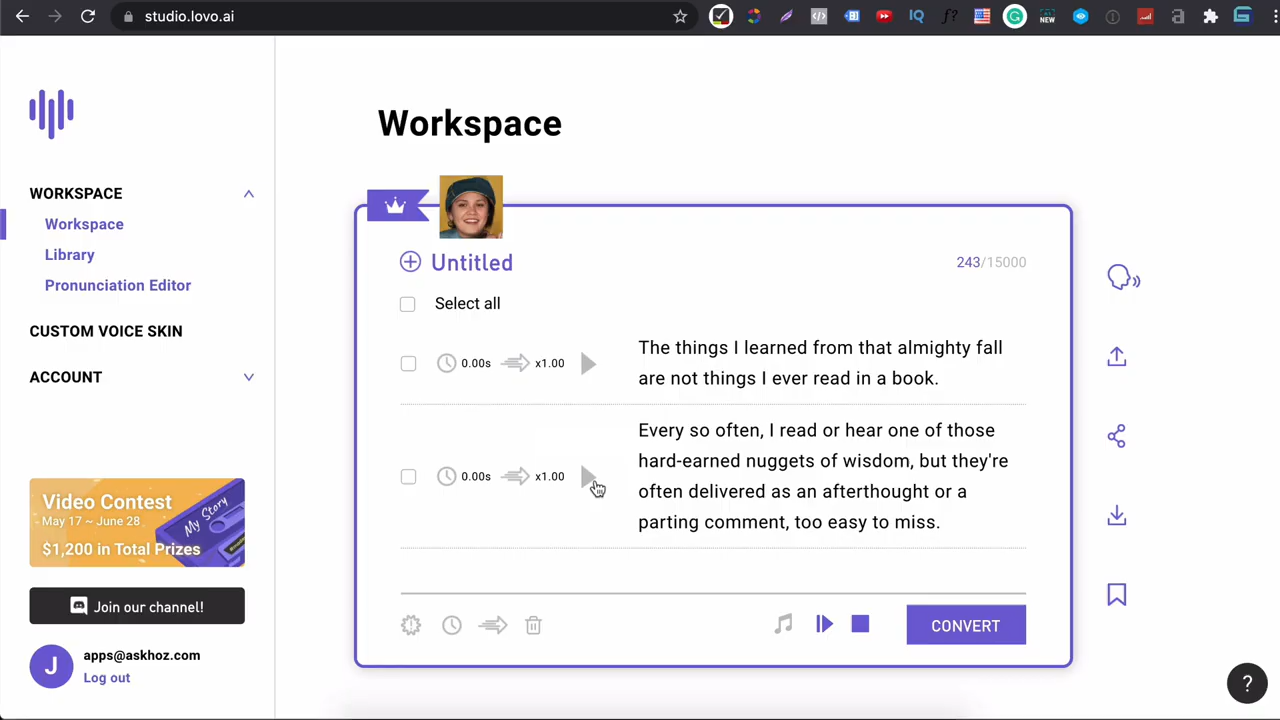 studio.lovo.ai
IQ
f?
NEW
Workspace
WORKSPACE
Workspace
Library
Pronunciation Editor
CUSTOM VOICE SKIN
ACCOUNT
Untitled
243/15000
Select all
0.00s
x1.00
The things I learned from that almighty fall
are not things I ever read in a book.
0.00s
x1.00
Every so often, I read or hear one of those
hard-earned nuggets of wisdom, but they're
often delivered as an afterthought or a
parting comment, too easy to miss.
CONVERT
Video Contest
May 17 ~ June 28
$1,200 in Total Prizes
My Story
Join our channel!
J
apps@askhoz.com
Log out
?